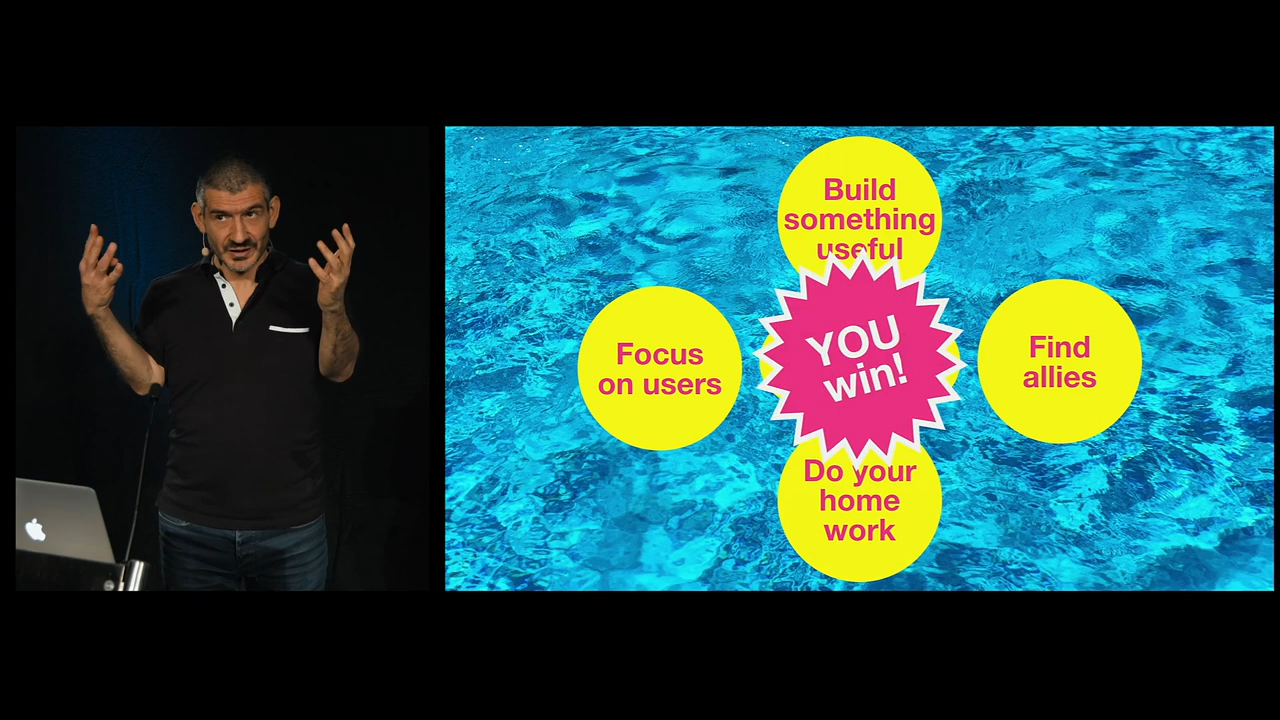 Build
something
useful
Focus
on users
YOU
win!
Find
allies
Do your
home
work